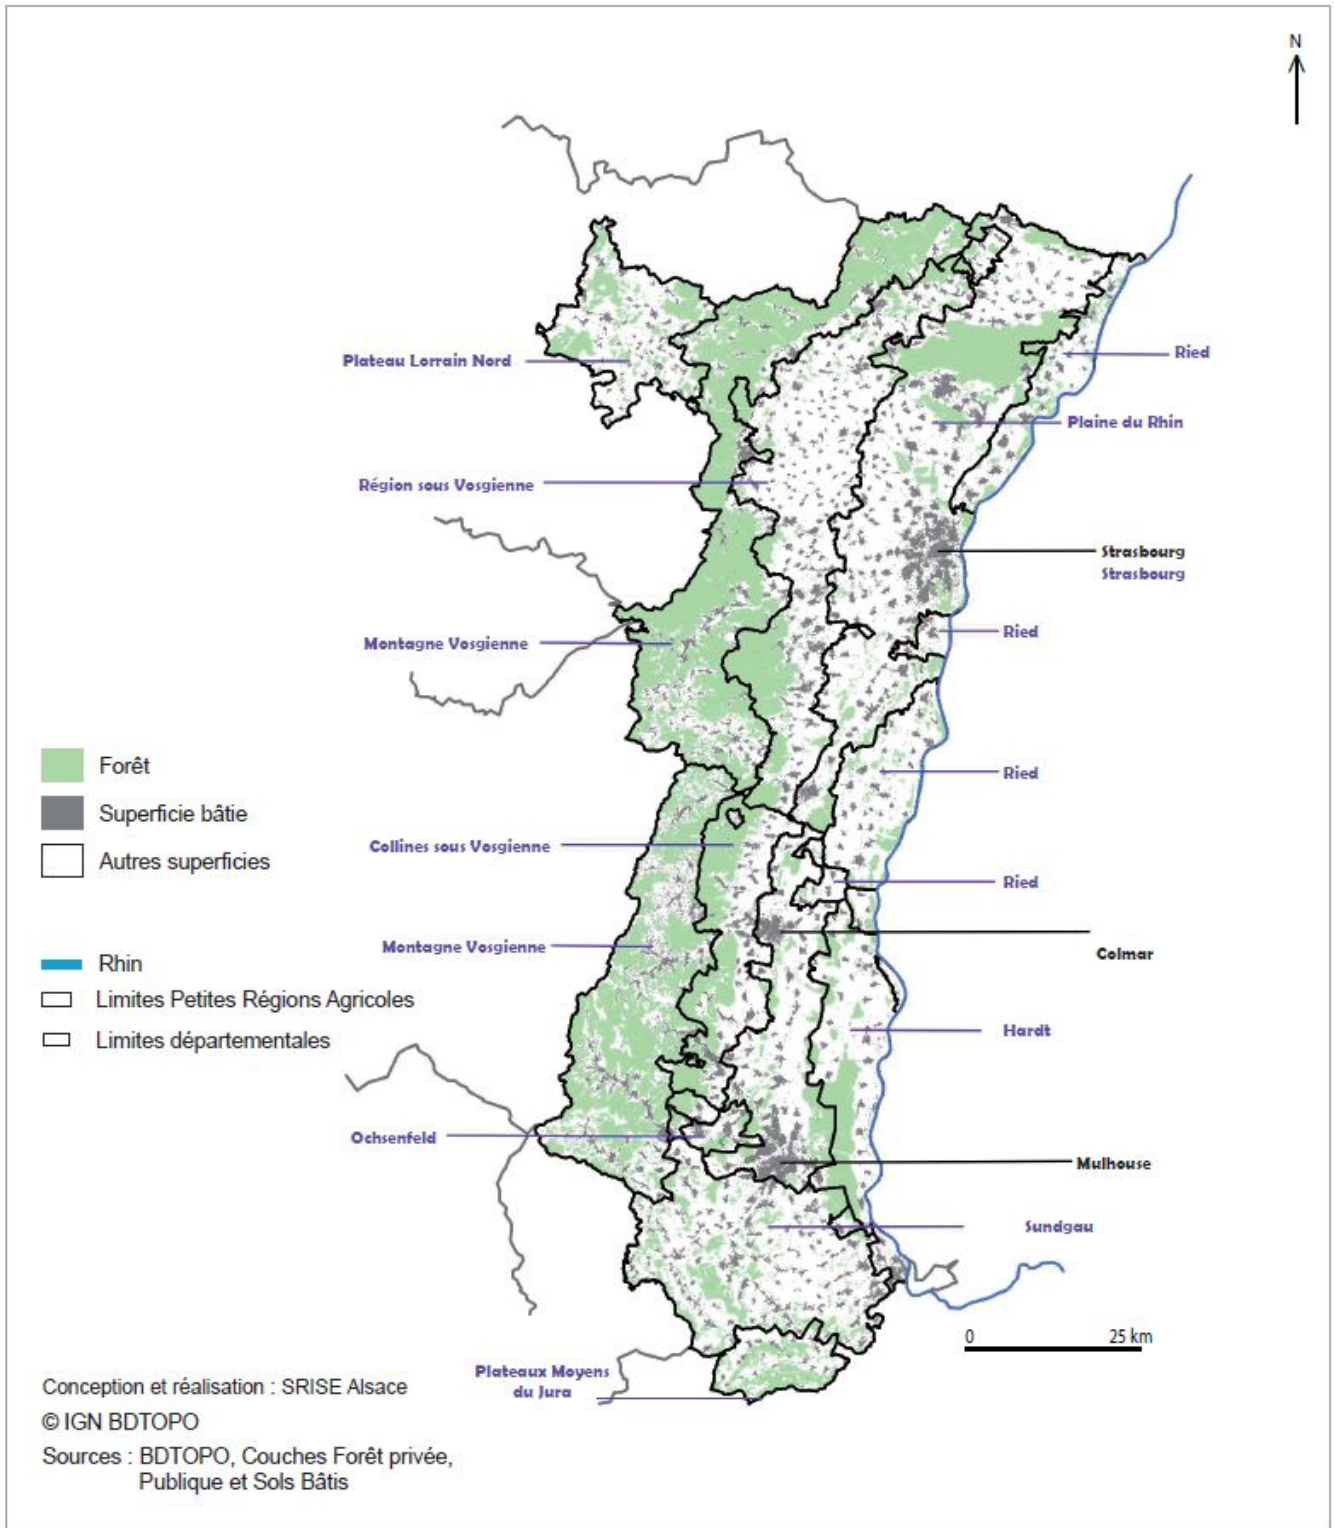 N
Plateau Lorrain Nord
Ried
Plaine du Rhin
Région sous Vosgienne
Strasbourg
Strasbourg
Ried
Montagne Vosgienne
Forêt
Ried
Superficie bâtie
Collines sous Vosgienne
Autres superficies
Ried
Montagne Vosgienne
Colmar
Rhin
Limites Petites Régions Agricoles
Hardt
Limites départementales
Ochsenfeld
Mulhouse
Sundgau
0 25 km
Plateaux Moyens
du Jura
Conception et réalisation : SRISE Alsace
© IGN BDTOPO
Sources : BDTOPO, Couches Forêt privée,
Publique et Sols Bâtis